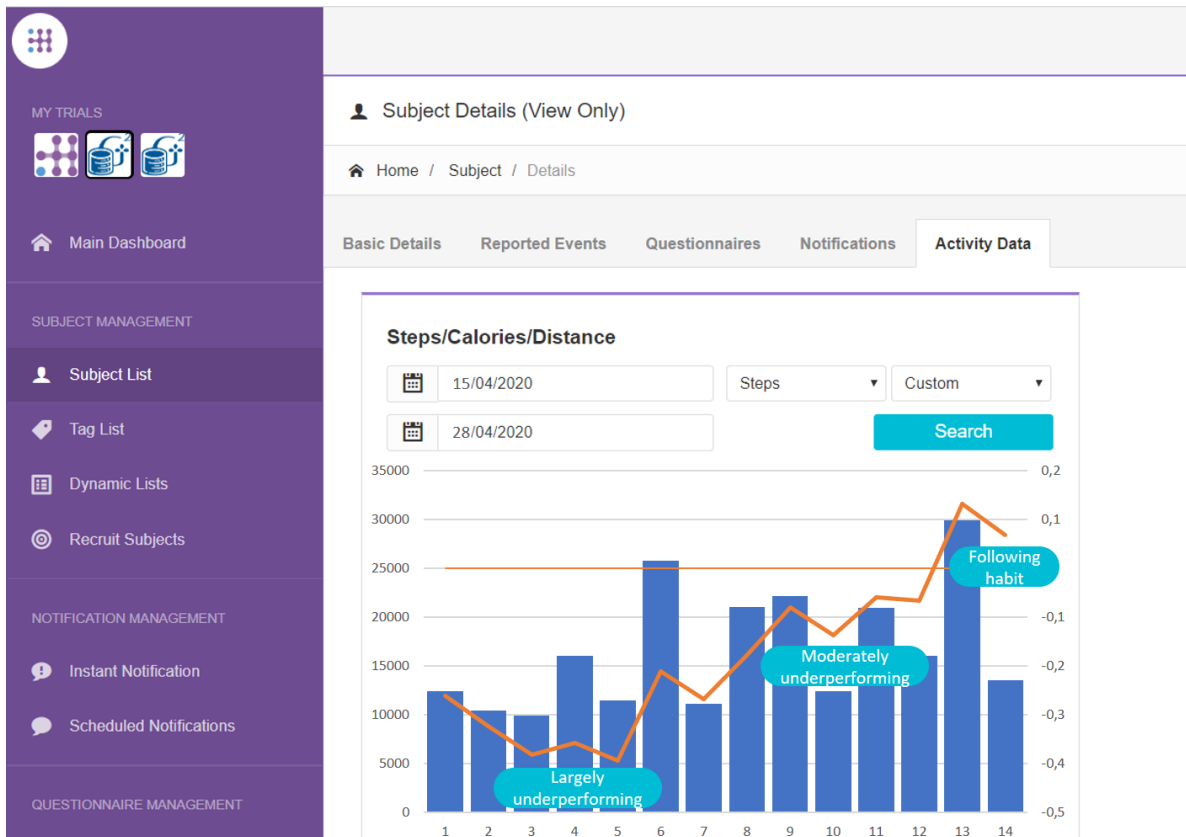 MY TRIALS
Main Dashboard
SUBJECT MANAGEMENT
Subject List
Tag List
Dynamic Lists
Recruit Subjects
NOTIFICATION MANAGEMENT
Instant Notification
Scheduled Notifications
QUESTIONNAIRE MANAGEMENT
Subject Details (View Only)
Home / Subject / Details
Basic Details Reported Events Questionnaires Notifications Activity Data
Steps/Calories/Distance
15/04/2020 Steps Custom
28/04/2020 Search
35000 0,2
30000 0,1
25000
20000 -0,1
15000 -0,2
10000 -0,3
5000 -0,4
0 -0,5
Following
habit
Moderately
underperforming
Largely
underperforming
1 2 3 4 5 6 7 8 9 10 11 12 13 14